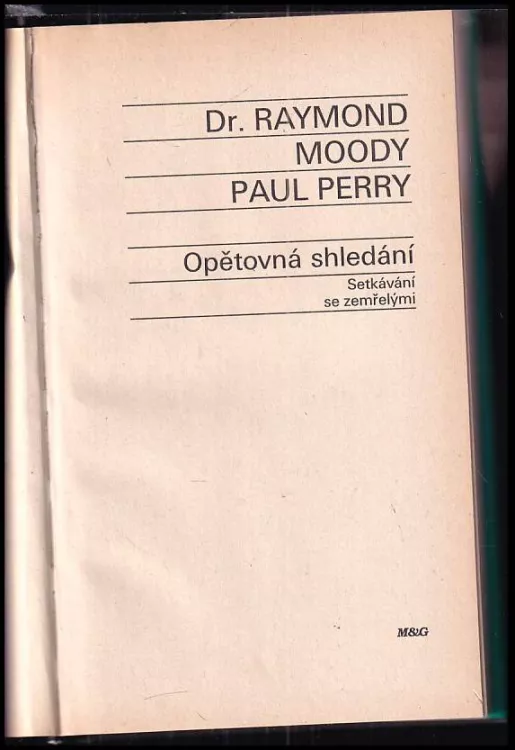 Dr. RAYMOND
MOODY
PAUL PERRY
Opětovná shledání
Setkávání
se zemřelými
M&G